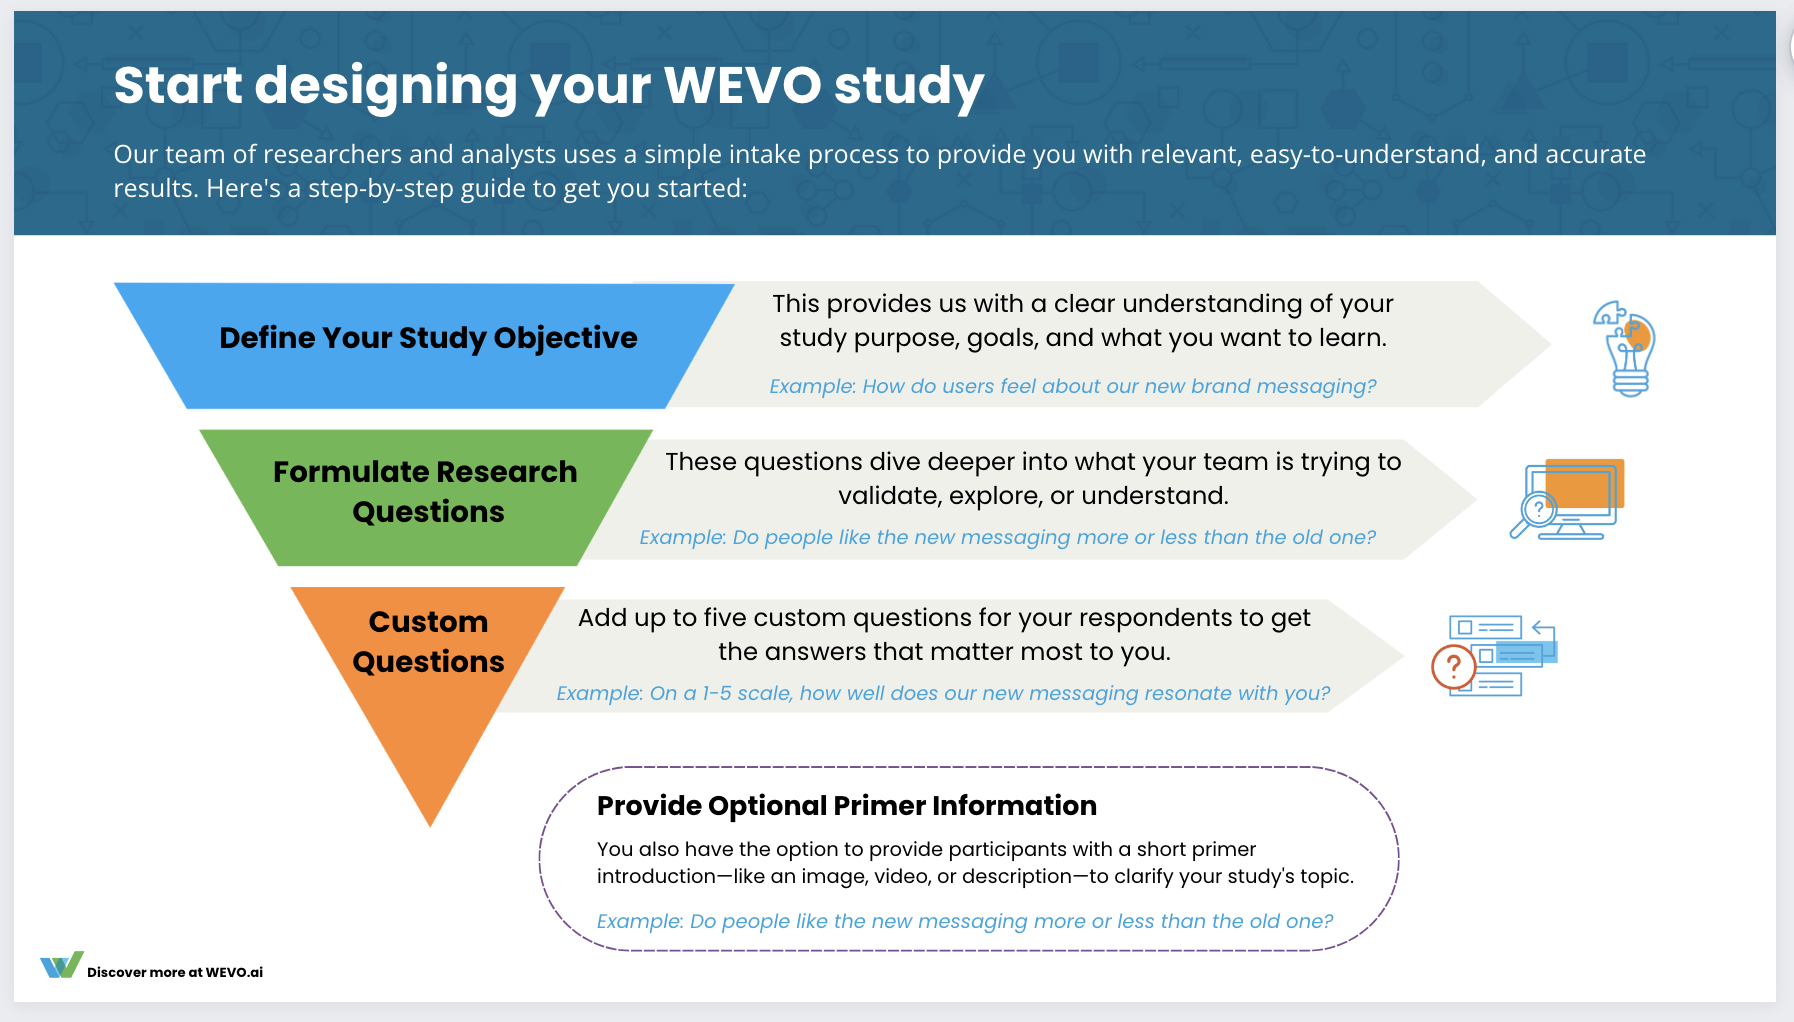 Start designing your WEVO study
Our team of researchers and analysts uses a simple intake process to provide you with relevant, easy-to-understand, and accurate
results. Here's a step-by-step guide to get you started:
Define Your Study Objective
This provides us with a clear understanding of your
study purpose, goals, and what you want to learn.
Example: How do users feel about our new brand messaging?
Formulate Research
Questions
These questions dive deeper into what your team is trying to
validate, explore, or understand.
Example: Do people like the new messaging more or less than the old one?
?
Custom
Questions
Add up to five custom questions for your respondents to get
the answers that matter most to you.
Example: On a 1-5 scale, how well does our new messaging resonate with you?
?
Provide Optional Primer Information
You also have the option to provide participants with a short primer
introduction—like an image, video, or description—to clarify your study's topic.
Example: Do people like the new messaging more or less than the old one?
W Discover more at WEVO.ai